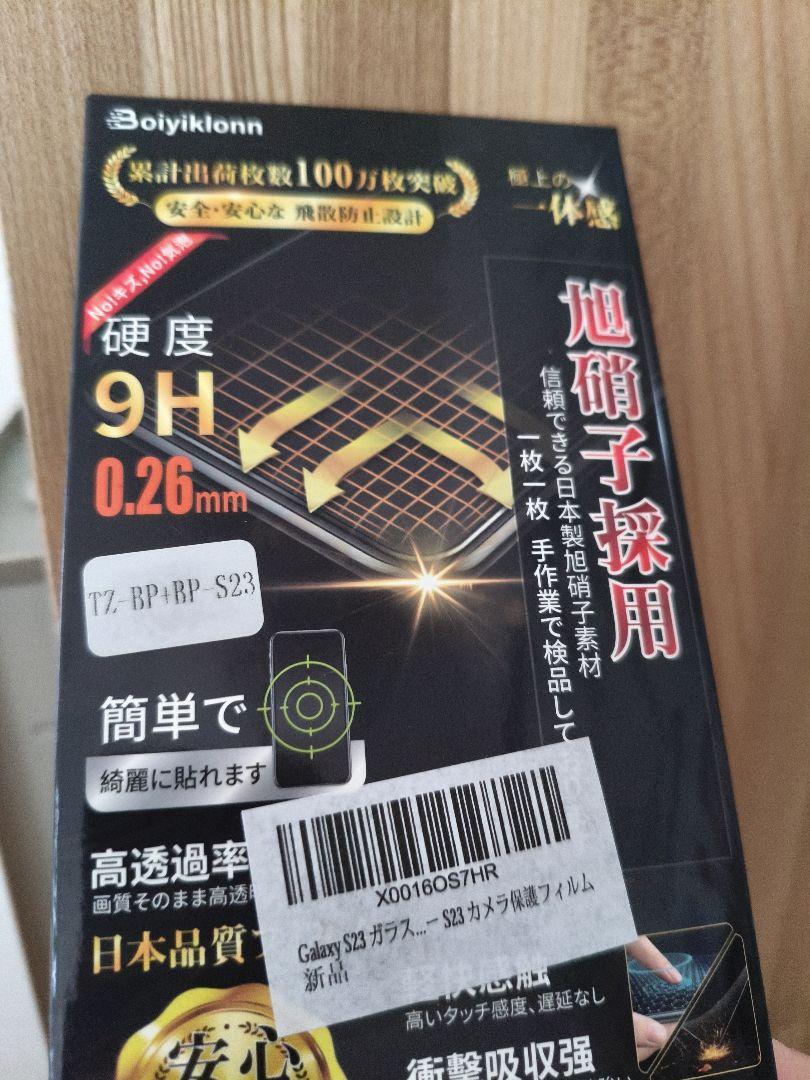 Boiyiklonn
累計出荷枚数100万枚突破
安全・安心な 飛散防止設計
極上の
一体感
No!キズ,No!気泡
硬度
9H
0.26mm
旭硝子採用
信頼できる日本製旭硝子素材
一枚一枚 手作業で検品して
TZ-BP+BP-S23
簡単で
綺麗に貼れます
X0016OS7HR
Galaxy S23 ガラス...ー S23 カメラ保護フィルム
新品
高透過率
画質そのまま高透
日本品質
安心
軽快感触
高いタッチ感度、遅延なし
衝撃吸収强